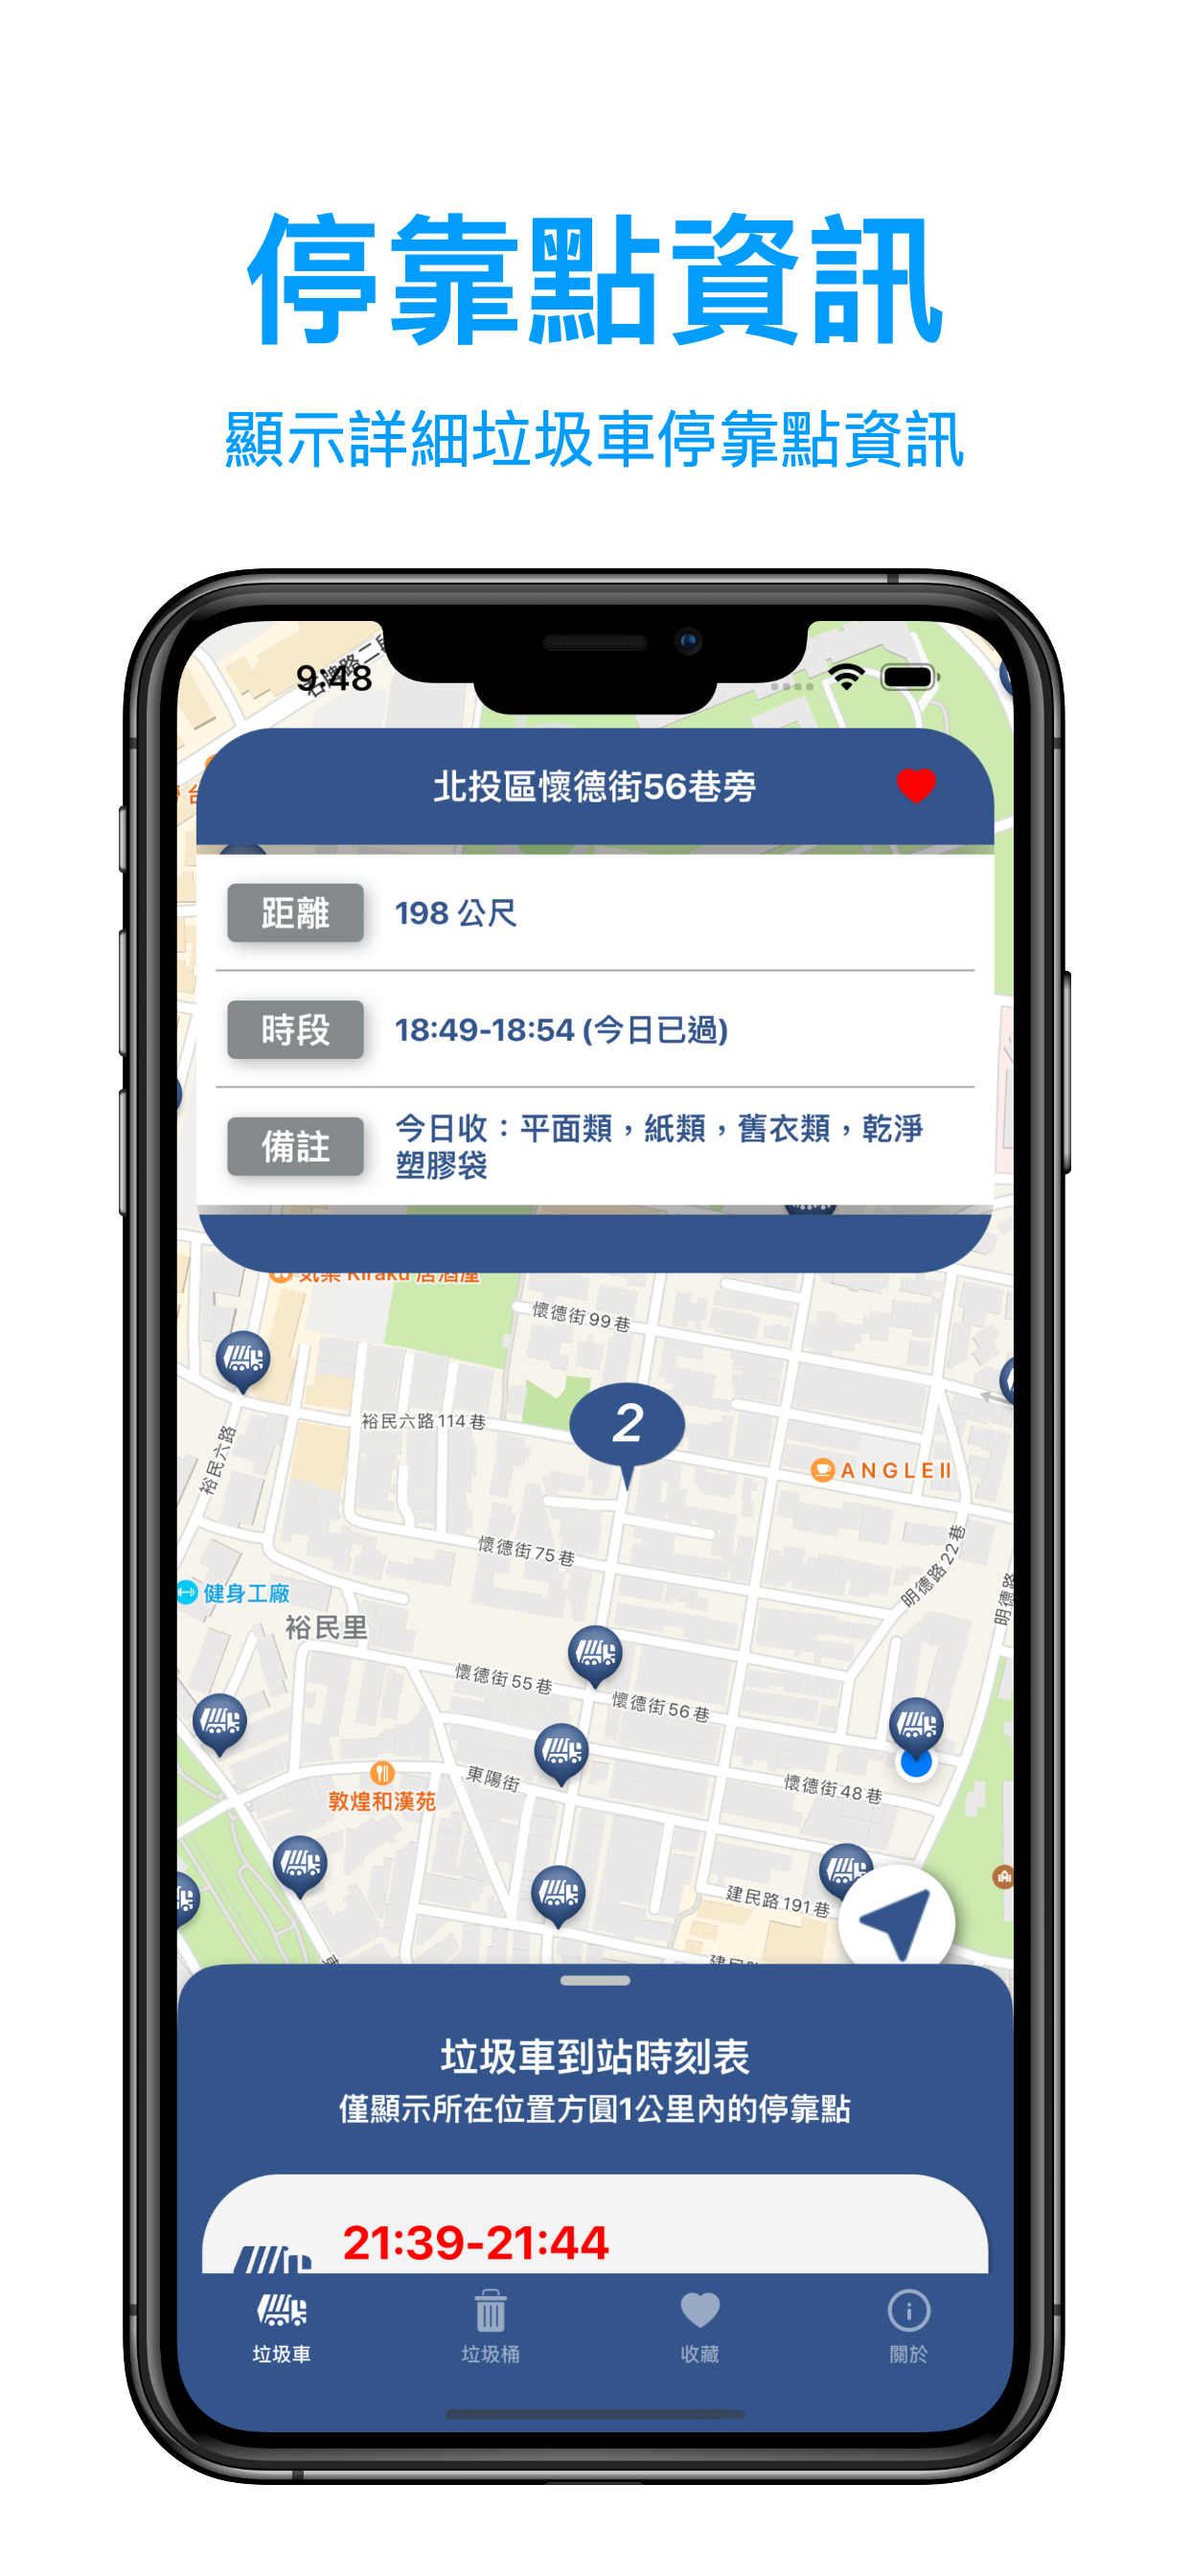 停靠點資訊
顯示詳細垃圾車停靠點資訊
9:48
北投區懷德街56巷旁
距離 198 公尺
時段 18:49-18:54 (今日已過)
備註 今日收：平面類，紙類，舊衣類，乾淨
塑膠袋
Kiraku 居酒屋
懷德街99巷
裕民六路114巷
2
裕民六路
ANGLE II
懷德街75巷
明德路22巷
明德路
健身工廠
裕民里
懷德街55巷
懷德街56巷
東陽街
懷德街48巷
敦煌和漢苑
建民路191巷
垃圾車到站時刻表
僅顯示所在位置方圓1公里內的停靠點
21:39-21:44
垃圾車
垃圾桶
收藏
關於